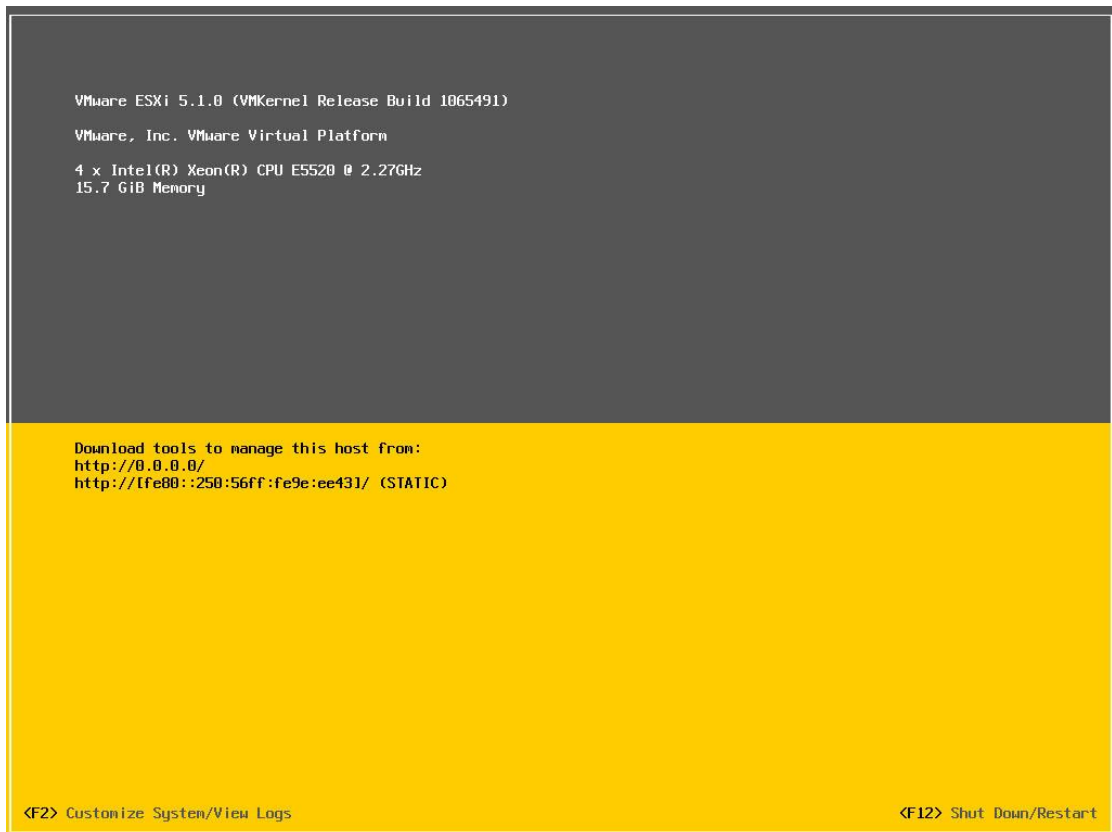 VMware ESXi 5.1.0 (VMKernel Release Build 1065491)
VMware, Inc. VMware Virtual Platform
4 x Intel(R) Xeon(R) CPU E5520 @ 2.27GHz
15.7 GiB Memory
Download tools to manage this host from:
http://0.0.0.0/
http://[fe80::250:56ff:fe9e:ee43]/ (STATIC)
<F2> Customize System/View Logs
<F12> Shut Down/Restart